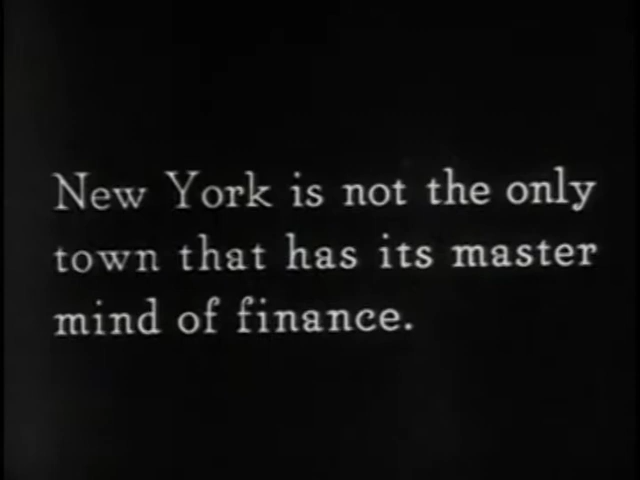 New York is not the only
town that has its master
mind of finance.